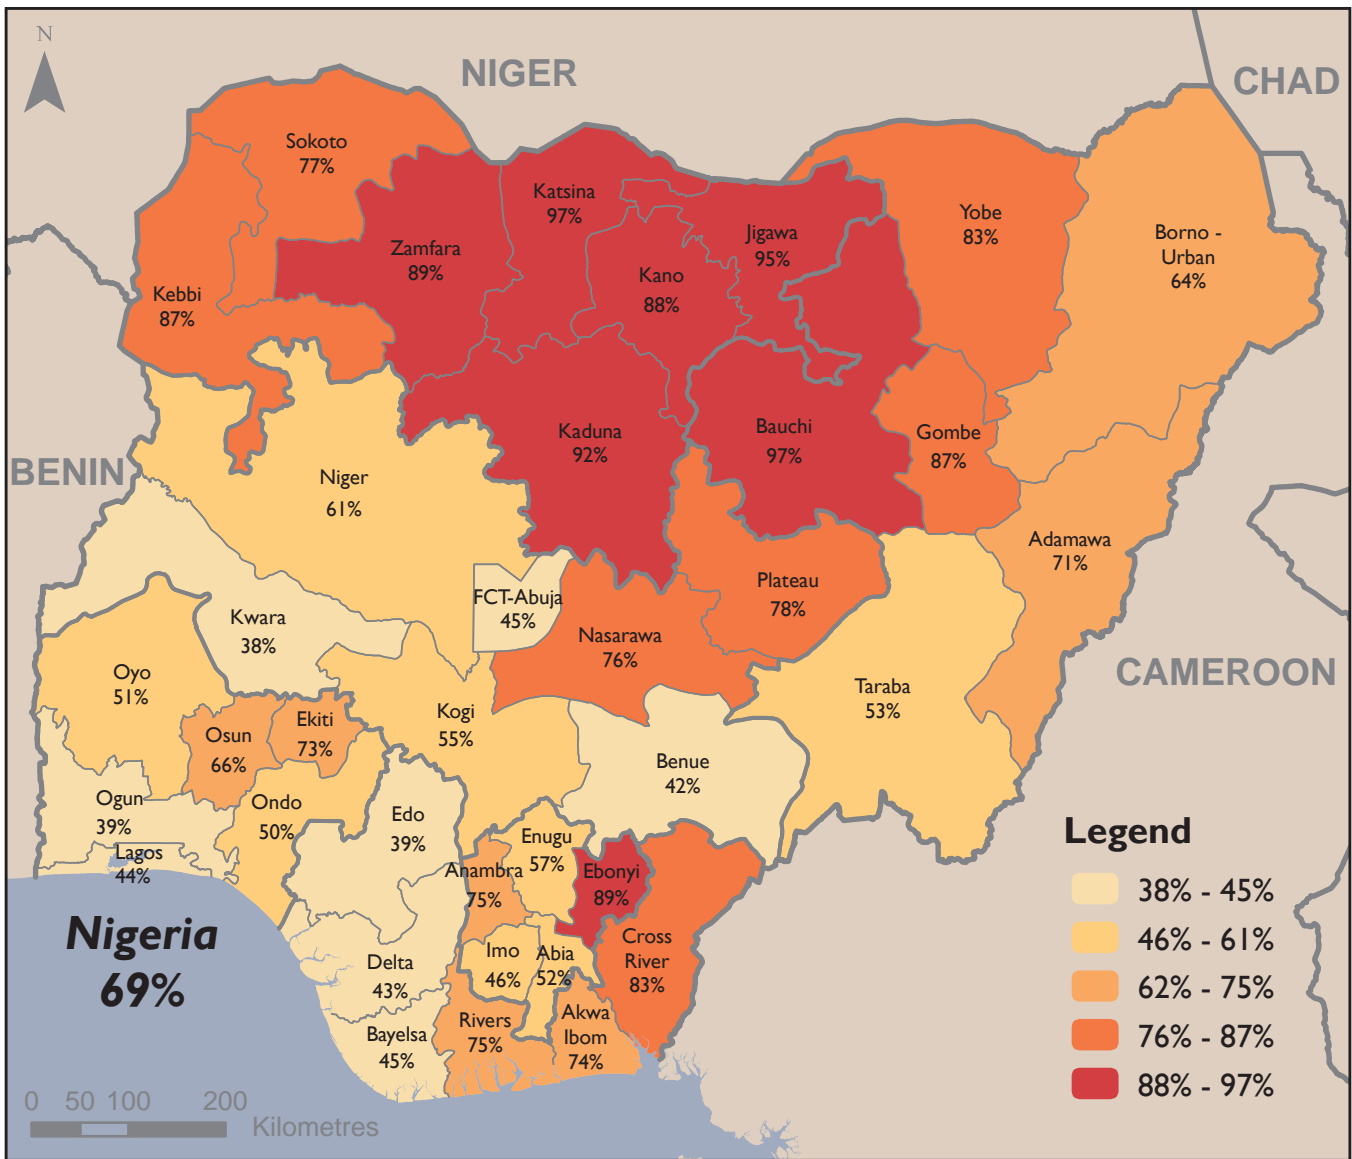 N
NIGER
CHAD
Sokoto
77%
Katsina
97%
Zamfara
89%
Kano
88%
Jigawa
95%
Yobe
83%
Borno -
Urban
64%
Kebbi
87%
Kaduna
92%
Bauchi
97%
Gombe
87%
BENIN
Niger
61%
Adamawa
71%
Plateau
78%
FCT-Abuja
45%
Kwara
38%
Nasarawa
76%
CAMEROON
Oyo
51%
Taraba
53%
Kogi
55%
Osun
66%
Ekiti
73%
Benue
42%
Ogun
39%
Ondo
50%
Edo
39%
Enugu
57%
Lagos
44%
Anambra
75%
Ebonyi
89%
Cross
River
83%
Imo
46%
Abia
52%
Delta
43%
Bayelsa
45%
Rivers
75%
Akwa
Ibom
74%
Nigeria
69%
Legend
38% - 45%
46% - 61%
62% - 75%
76% - 87%
88% - 97%
0 50 100 200
Kilometres